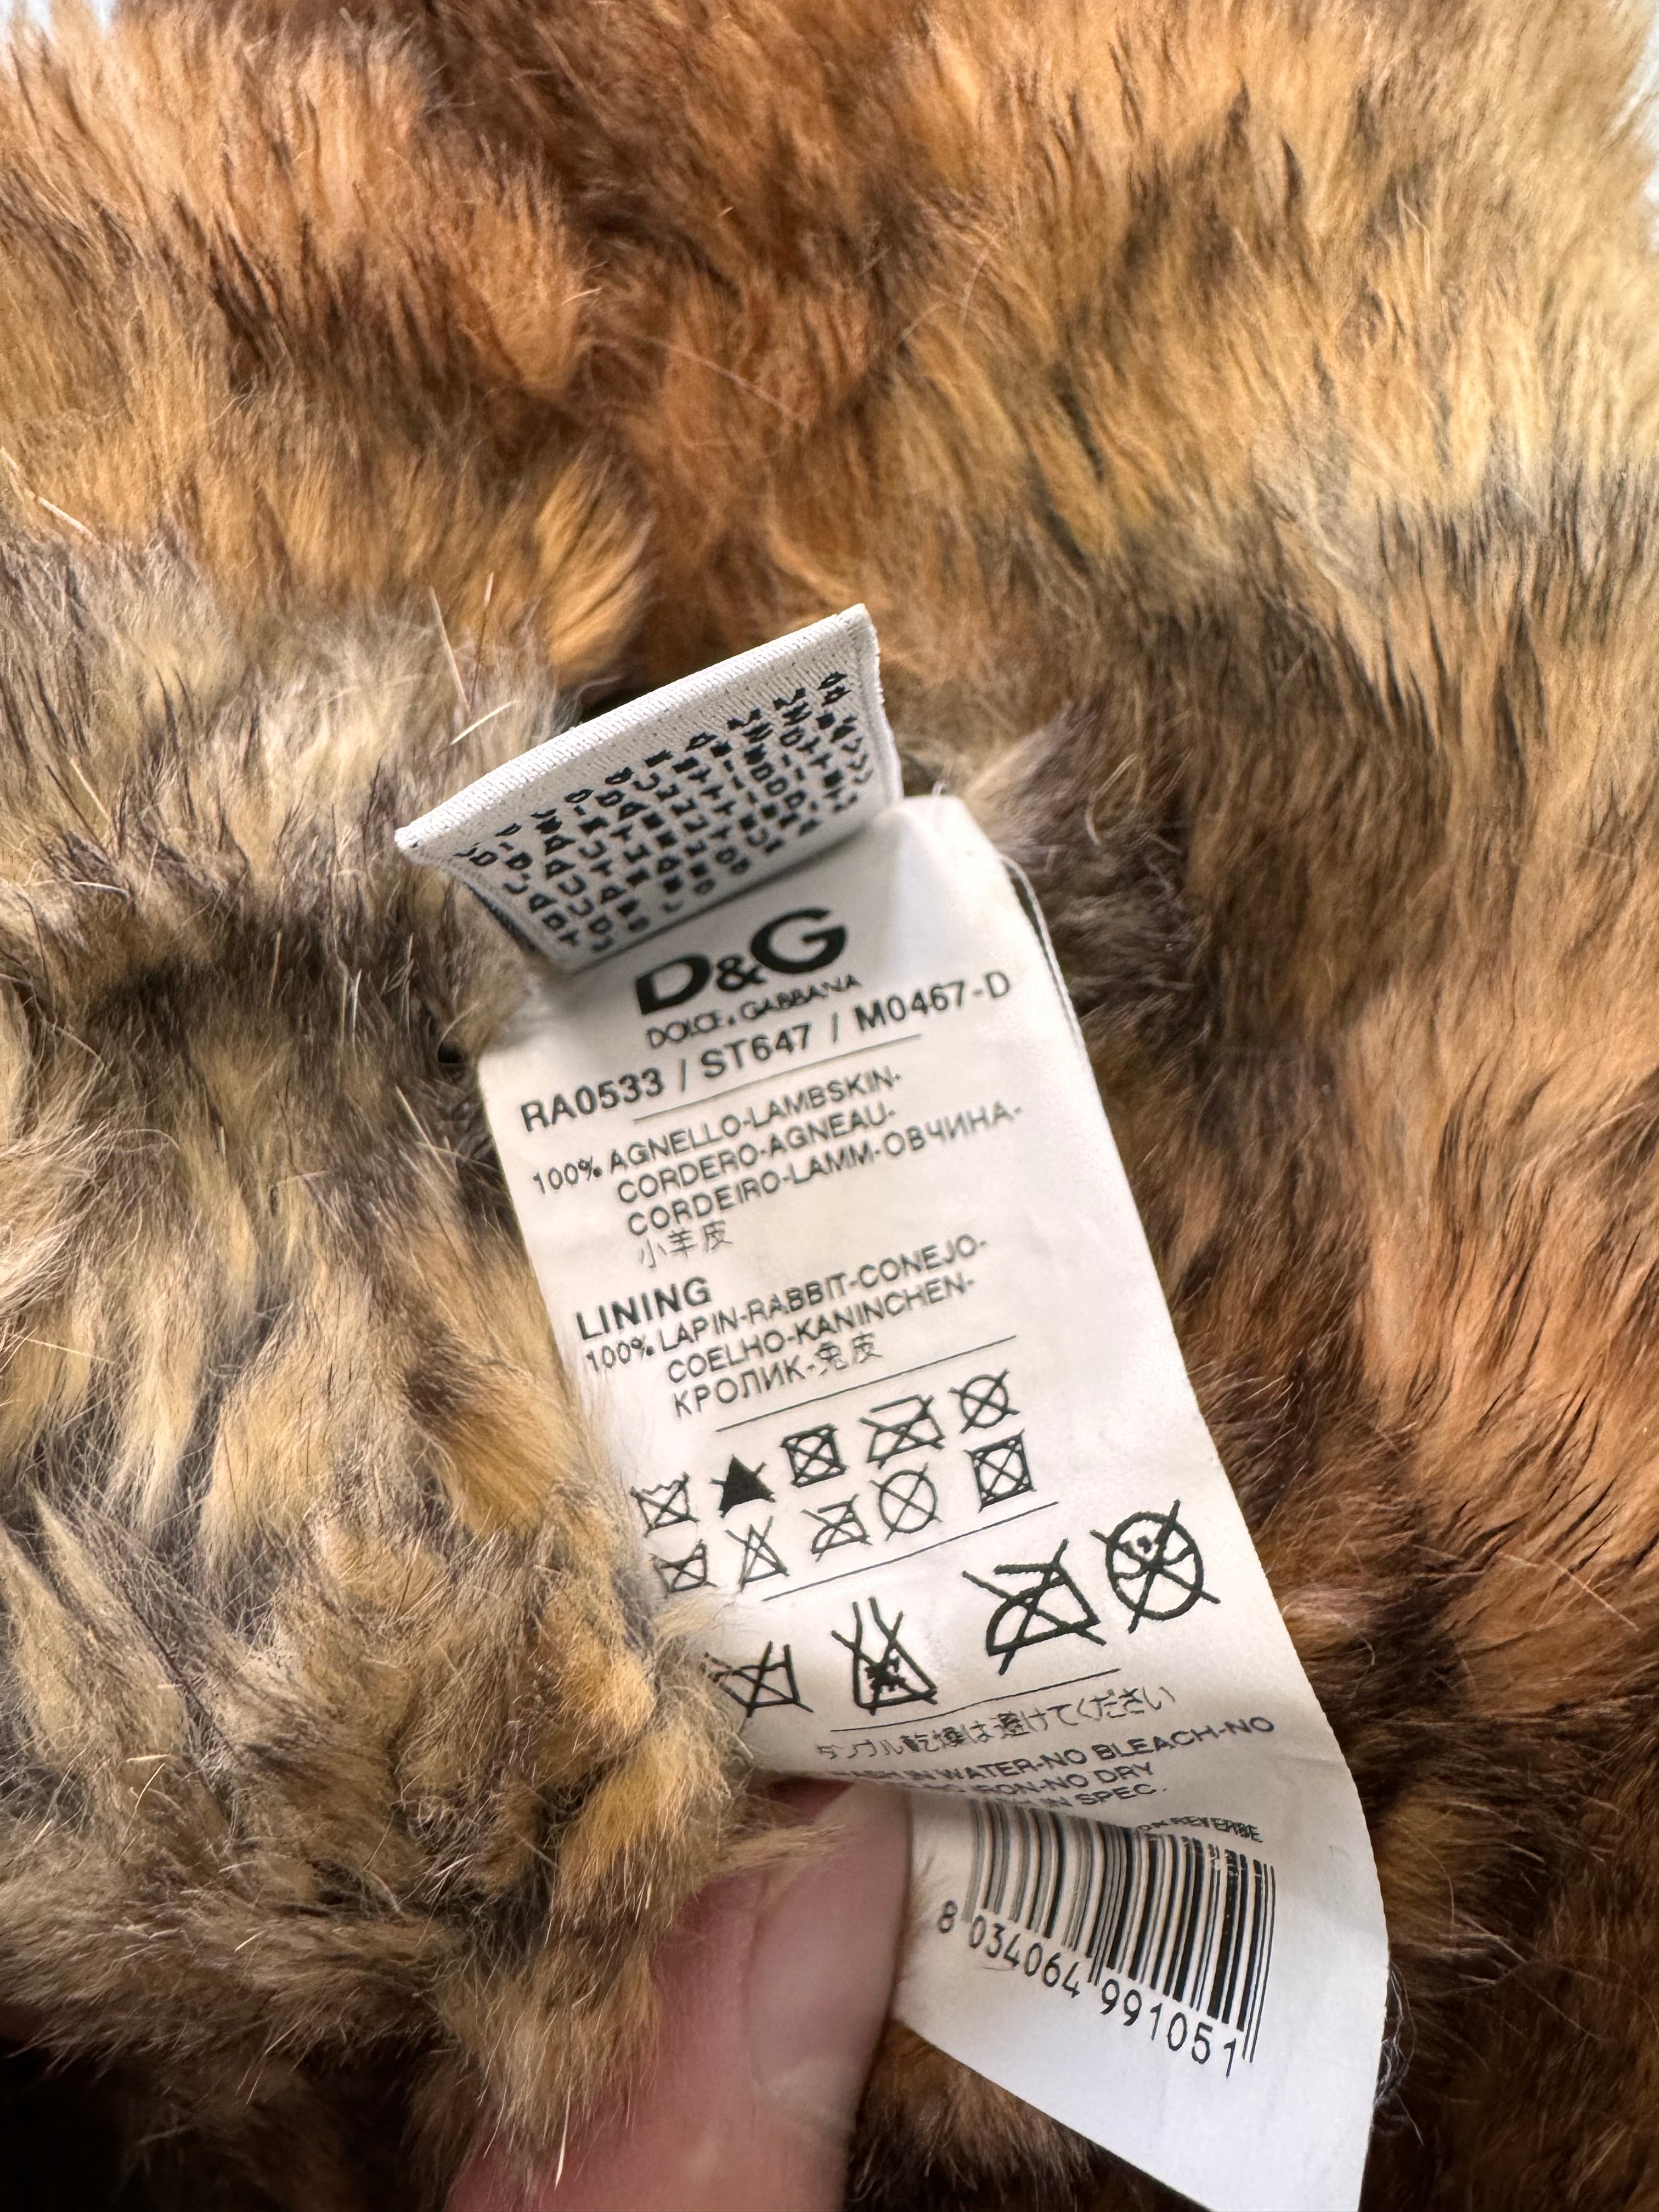 D&G
DOLCE & GABBANA
RA0533 / ST647 / M0467-D
100% AGNELLO-LAMBSKIN-
CORDERO-AGNEAU-
CORDEIRO-LAMM-ОВЧИНА-
小羊皮
LINING
100% LAPIN-RABBIT-CONEJO-
COELHO-KANINCHEN-
КРОЛИК-兔皮
タンブル乾燥は避けてください
IN WATER-NO BLEACH-NO
IRON-NO DRY
IN SPEC.
8 034064 991051